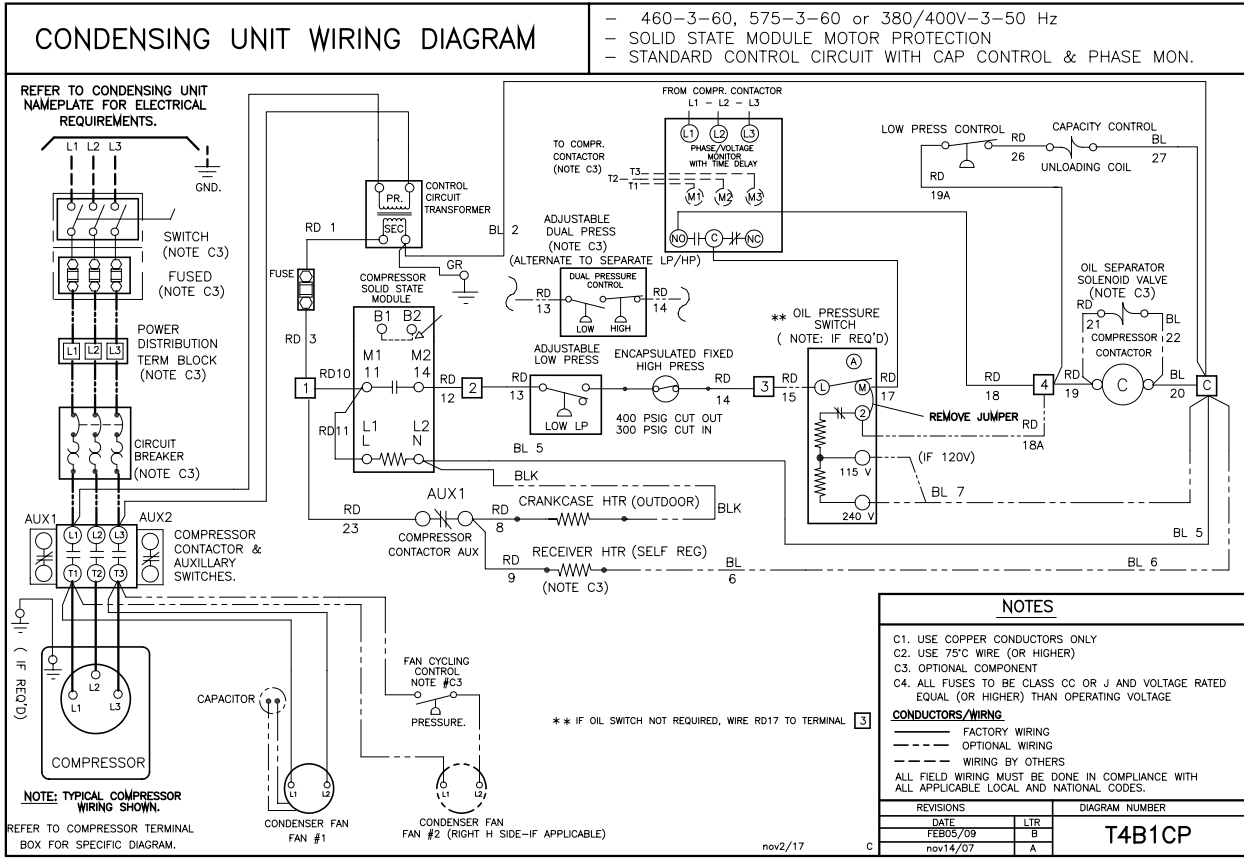 CONDENSING UNIT WIRING DIAGRAM
- 460-3-60, 575-3-60 or 380/400V-3-50 Hz
- SOLID STATE MODULE MOTOR PROTECTION
- STANDARD CONTROL CIRCUIT WITH CAP CONTROL & PHASE MON.
REFER TO CONDENSING UNIT
NAMEPLATE FOR ELECTRICAL
REQUIREMENTS.
L1 L2 L3
GND.
SWITCH
(NOTE C3)
FUSED
(NOTE C3)
POWER
DISTRIBUTION
TERM BLOCK
(NOTE C3)
L1 L2 L3
CIRCUIT
BREAKER
(NOTE C3)
AUX1
AUX2
L1 L2 L3
T1 T2 T3
COMPRESSOR
CONTACTOR &
AUXILLARY
SWITCHES.
( IF REQ'D)
L1
L2
L3
COMPRESSOR
NOTE: TYPICAL COMPRESSOR
WIRING SHOWN.
REFER TO COMPRESSOR TERMINAL
BOX FOR SPECIFIC DIAGRAM.
PR.
SEC
CONTROL
CIRCUIT
TRANSFORMER
RD 1
BL 2
GR
FUSE
RD 3
COMPRESSOR
SOLID STATE
MODULE
B1 B2
M1
11
M2
14
L1
L
L2
N
1
RD10
RD11
RD
12
2
RD
13
ADJUSTABLE
DUAL PRESS
(NOTE C3)
(ALTERNATE TO SEPARATE LP/HP)
DUAL PRESSURE
CONTROL
RD
13
LOW
HIGH
RD
14
ADJUSTABLE
LOW PRESS
LOW LP
ENCAPSULATED FIXED
HIGH PRESS
400 PSIG CUT OUT
300 PSIG CUT IN
RD
14
3
RD
15
BL 5
BLK
BLK
RD
23
AUX1
COMPRESSOR
CONTACTOR AUX
RD
8
CRANKCASE HTR (OUTDOOR)
RD
9
RECEIVER HTR (SELF REG)
(NOTE C3)
BL
6
FROM COMPR. CONTACTOR
L1 - L2 - L3
L1 L2 L3
PHASE/VOLTAGE
MONITOR
WITH TIME DELAY
TO COMPR.
CONTACTOR
(NOTE C3)
T3
T2
T1
M1 M2 M3
NO C NC
** OIL PRESSURE
SWITCH
( NOTE: IF REQ'D)
A
L
M
2
RD
17
REMOVE JUMPER
115 V
240 V
(IF 120V)
BL 7
LOW PRESS CONTROL
RD
19A
RD
26
CAPACITY CONTROL
UNLOADING COIL
BL
27
OIL SEPARATOR
SOLENOID VALVE
(NOTE C3)
RD
21
BL
22
COMPRESSOR
CONTACTOR
C
RD
18
4
RD
19
BL
20
C
RD
18A
BL 5
BL 6
CAPACITOR
L1 L2
CONDENSER FAN
FAN #1
FAN CYCLING
CONTROL
NOTE #C3
PRESSURE.
L1 L2
CONDENSER FAN
FAN #2 (RIGHT H SIDE-IF APPLICABLE)
** IF OIL SWITCH NOT REQUIRED, WIRE RD17 TO TERMINAL 3
nov2/17 C
NOTES
C1. USE COPPER CONDUCTORS ONLY
C2. USE 75°C WIRE (OR HIGHER)
C3. OPTIONAL COMPONENT
C4. ALL FUSES TO BE CLASS CC OR J AND VOLTAGE RATED
EQUAL (OR HIGHER) THAN OPERATING VOLTAGE
CONDUCTORS/WIRNG
FACTORY WIRING
OPTIONAL WIRING
WIRING BY OTHERS
ALL FIELD WIRING MUST BE DONE IN COMPLIANCE WITH
ALL APPLICABLE LOCAL AND NATIONAL CODES.
REVISIONS
DIAGRAM NUMBER
DATE LTR
FEB05/09 B
nov14/07 A
T4B1CP